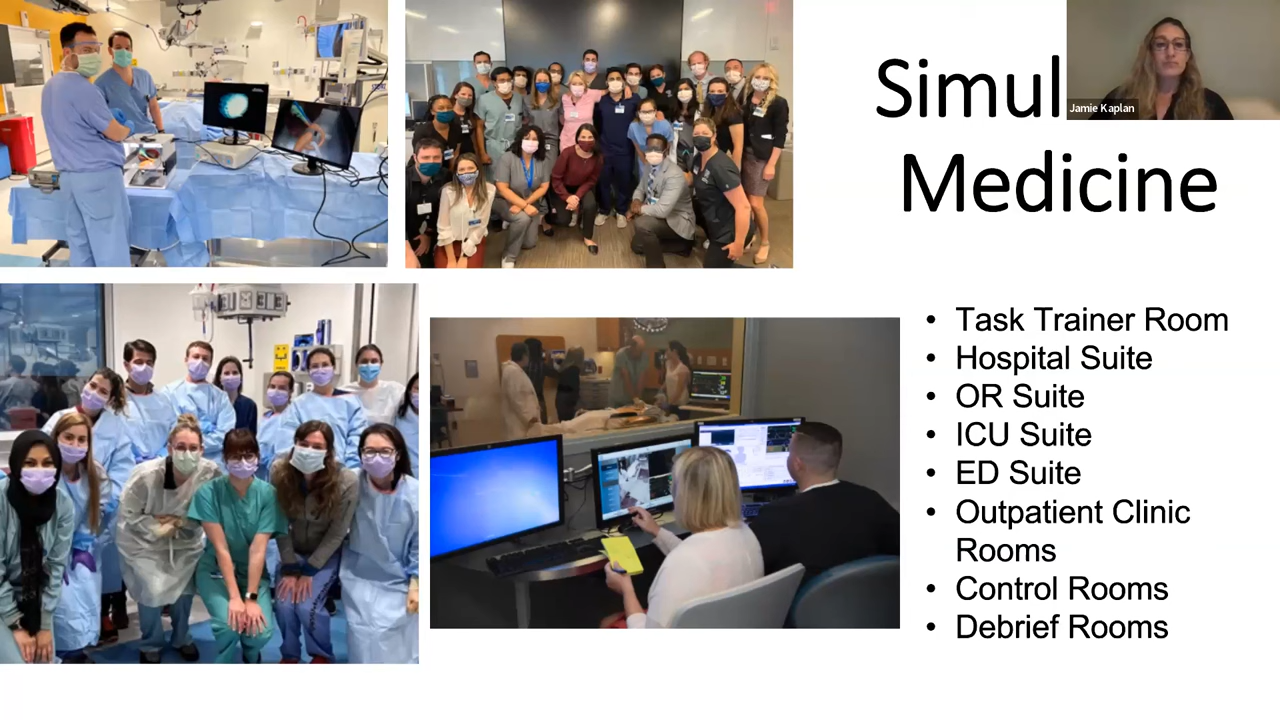 Simul
Jamie Kaplan
Medicine
• Task Trainer Room
• Hospital Suite
• OR Suite
• ICU Suite
• ED Suite
• Outpatient Clinic
Rooms
• Control Rooms
• Debrief Rooms